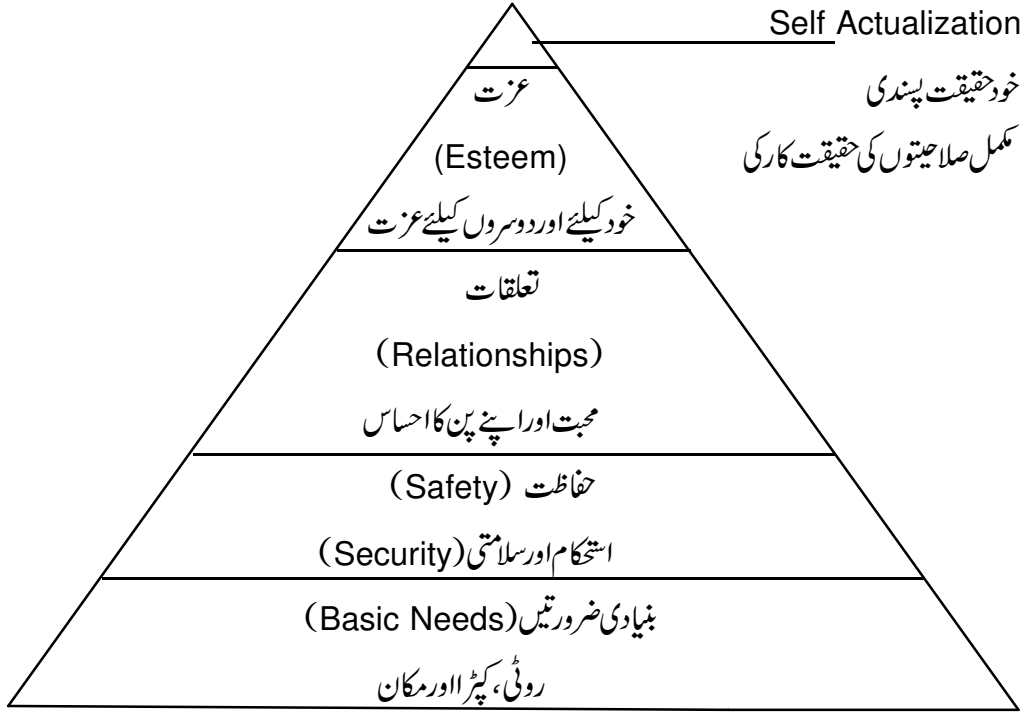 Self Actualization
خود حقیقت پسندی
مکمل صلاحیتوں کی حقیقت کارکی
عزت
(Esteem)
خود کیلئے اور دوسروں کیلئے عزت
تعلقات
(Relationships)
محبت اور اپنے پن کا احساس
حفاظت (Safety)
استحکام اور سلامتی (Security)
بنیادی ضرورتیں (Basic Needs)
روٹی، کپڑا اور مکان